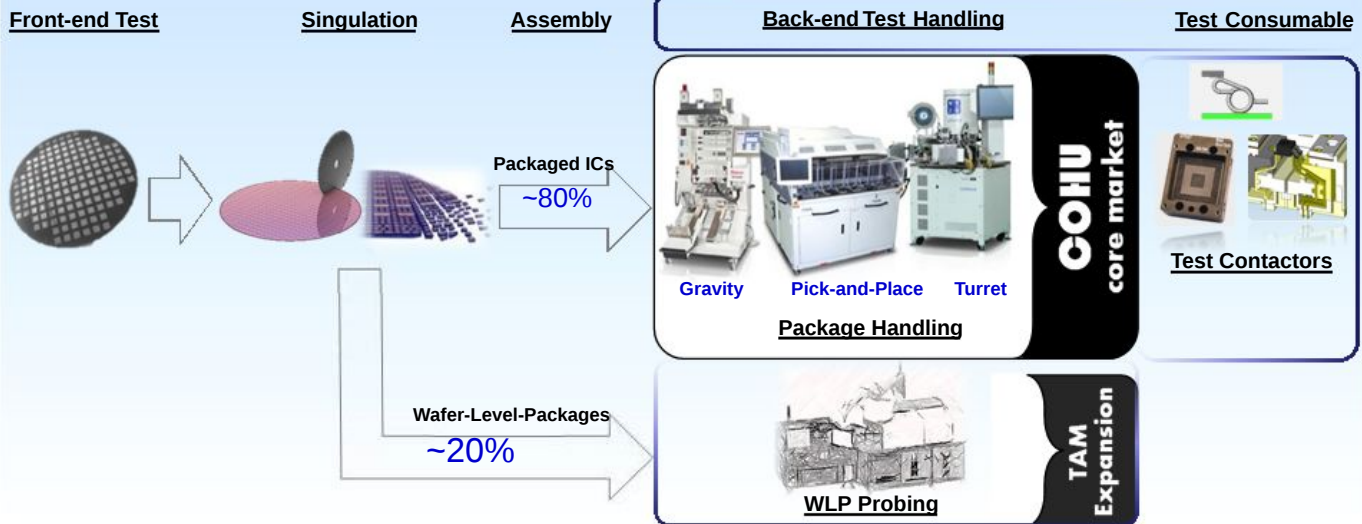 Front-end Test
Singulation
Assembly
Back-end Test Handling
Test Consumable
Packaged ICs
~80%
Gravity
Pick-and-Place
Turret
Package Handling
COHU
core market
Test Contactors
Wafer-Level-Packages
~20%
WLP Probing
TAM
Expansion